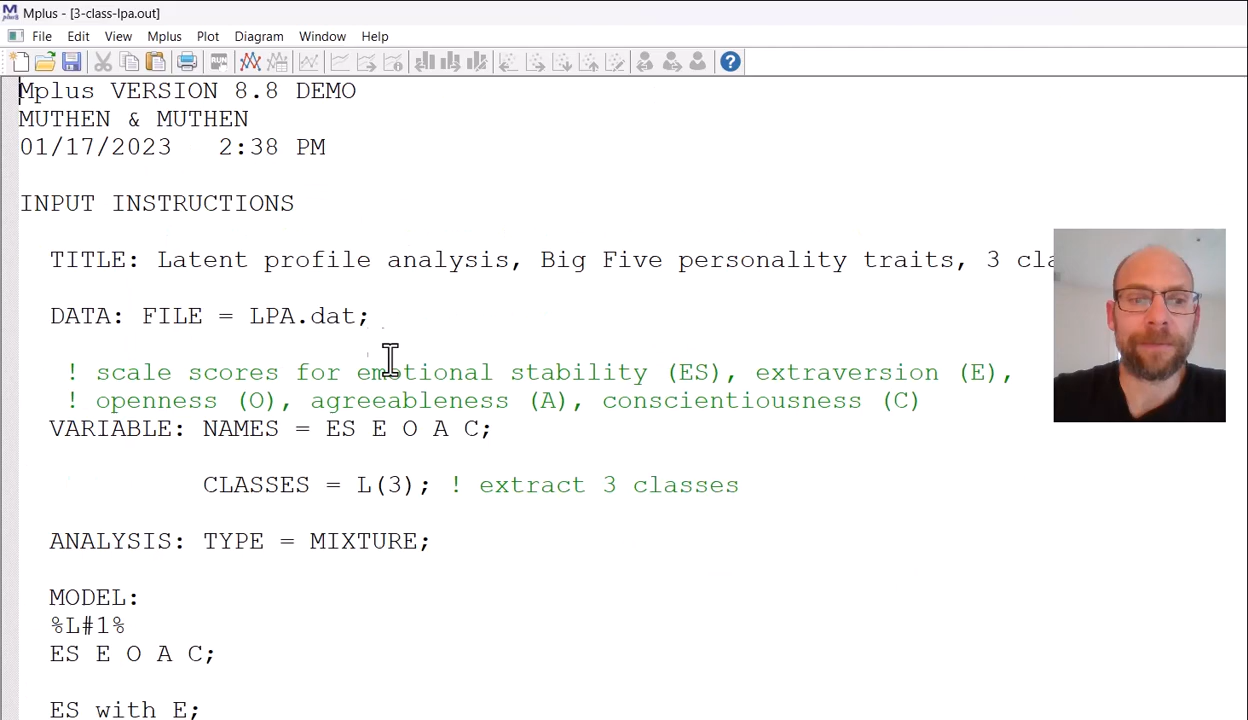 Mplus - [3-class-lpa.out]
File Edit View Mplus Plot Diagram Window Help
RUN
Mplus VERSION 8.8 DEMO
MUTHEN & MUTHEN
01/17/2023   2:38 PM
INPUT INSTRUCTIONS
TITLE: Latent profile analysis, Big Five personality traits, 3 cla
DATA: FILE = LPA.dat;
! scale scores for emotional stability (ES), extraversion (E),
! openness (O), agreeableness (A), conscientiousness (C)
VARIABLE: NAMES = ES E O A C;
CLASSES = L(3); ! extract 3 classes
ANALYSIS: TYPE = MIXTURE;
MODEL:
%L#1%
ES E O A C;
ES with E;